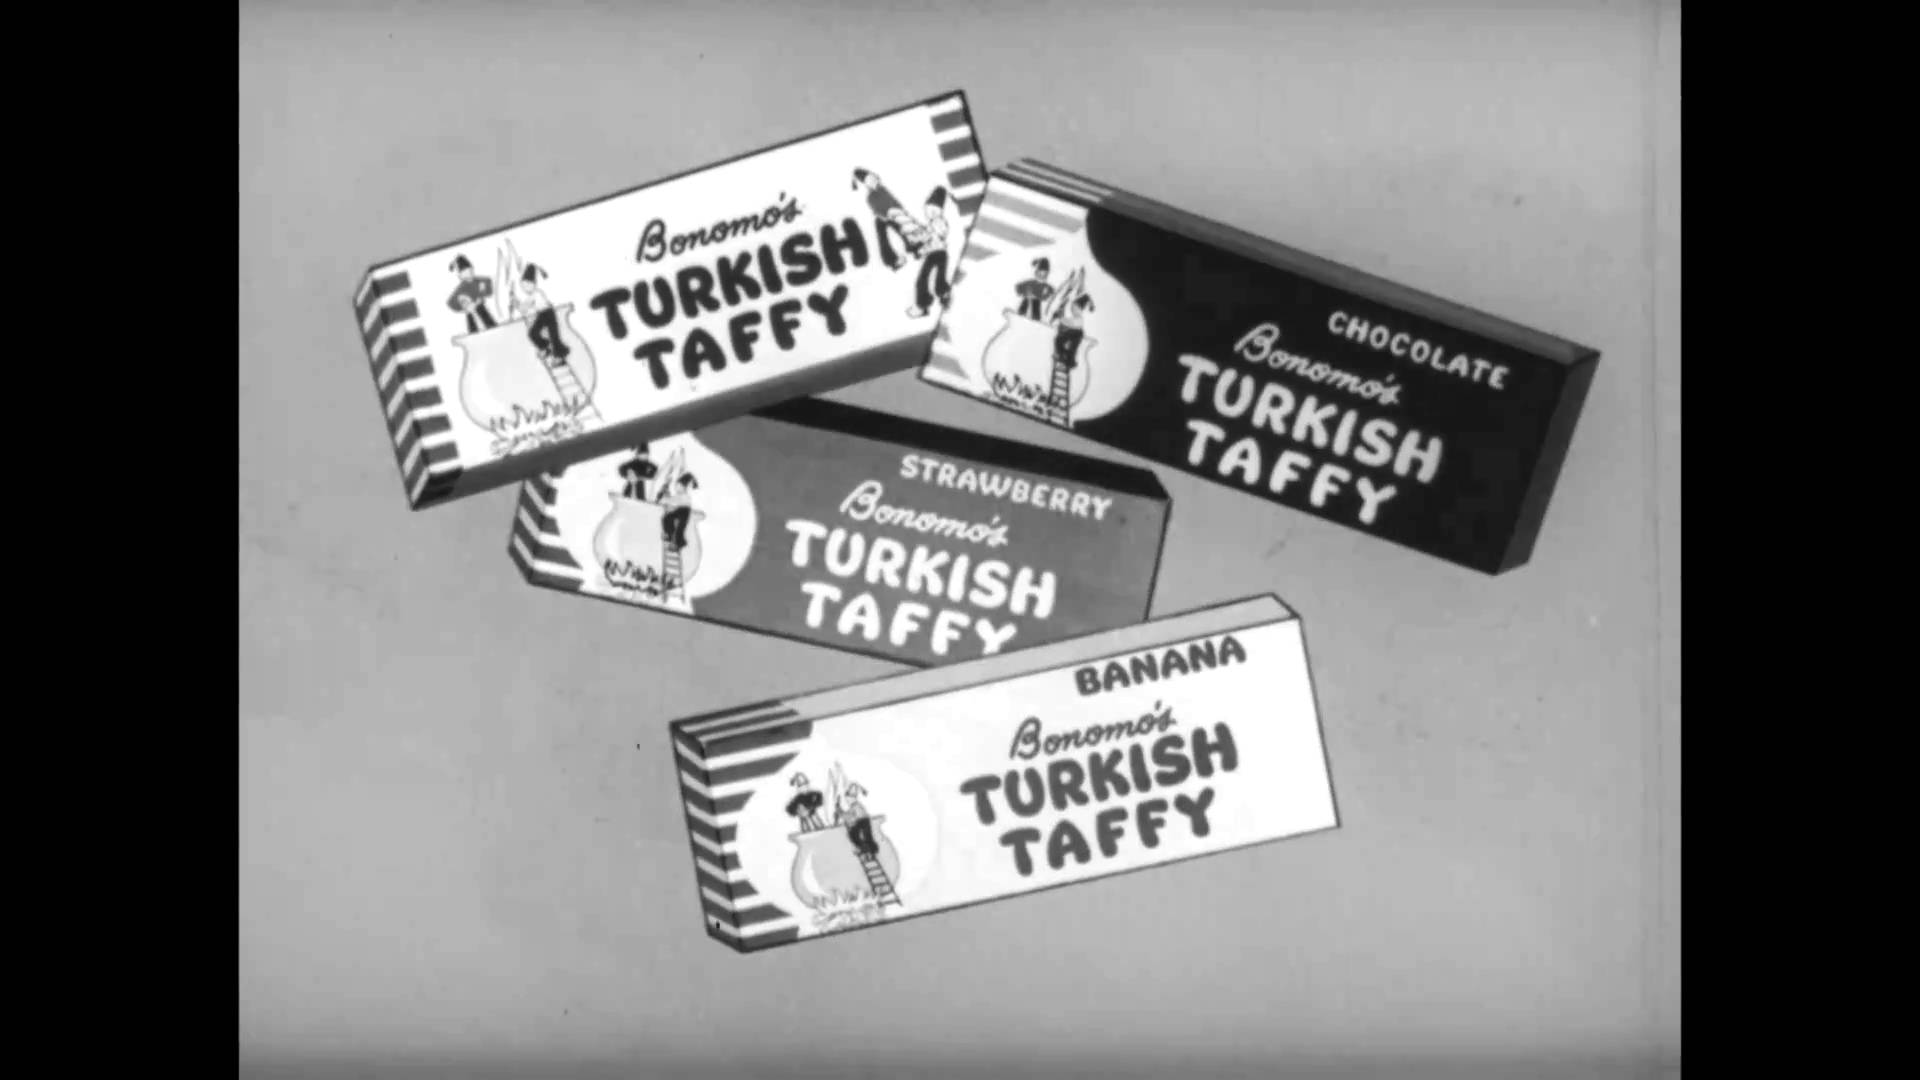 Bonomo's
TURKISH
TAFFY
CHOCOLATE
Bonomo's
TURKISH
TAFFY
STRAWBERRY
Bonomo's
TURKISH
TAFFY
BANANA
Bonomo's
TURKISH
TAFFY